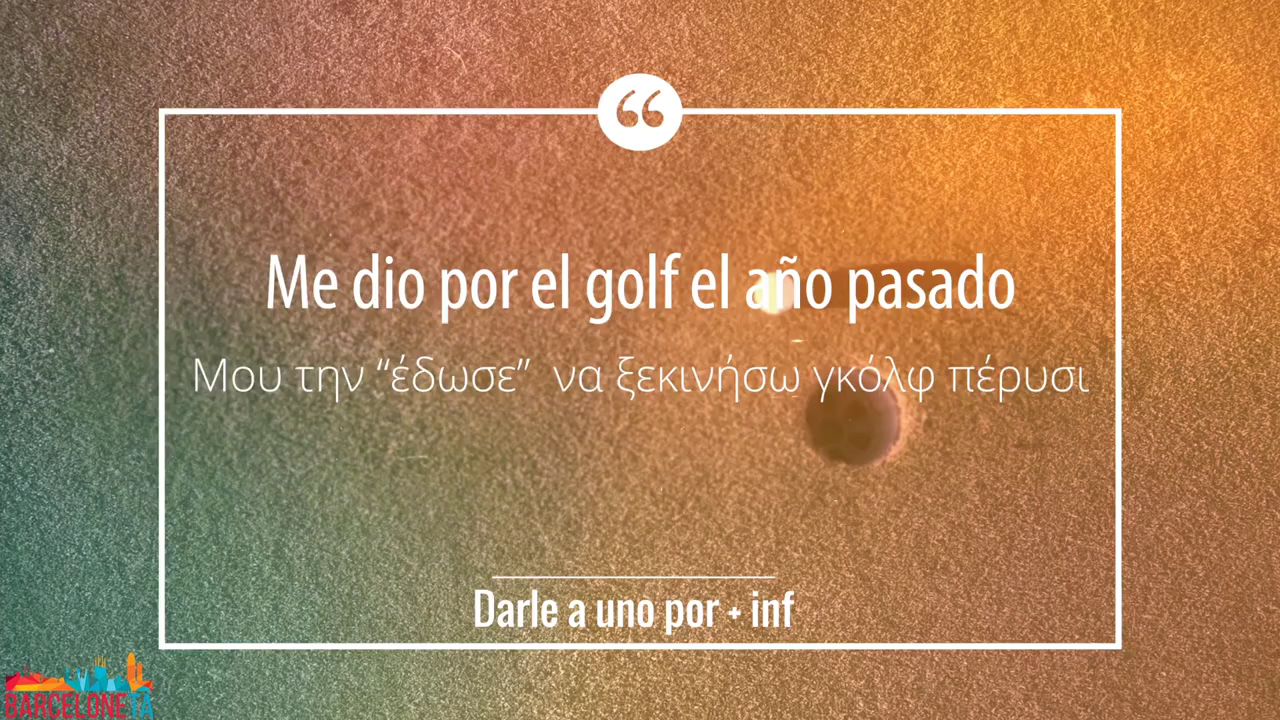 “
Me dio por el golf el año pasado
Μου την “έδωσε” να ξεκινήσω γκόλφ πέρυσι
Darle a uno por + inf
BARCELONETA